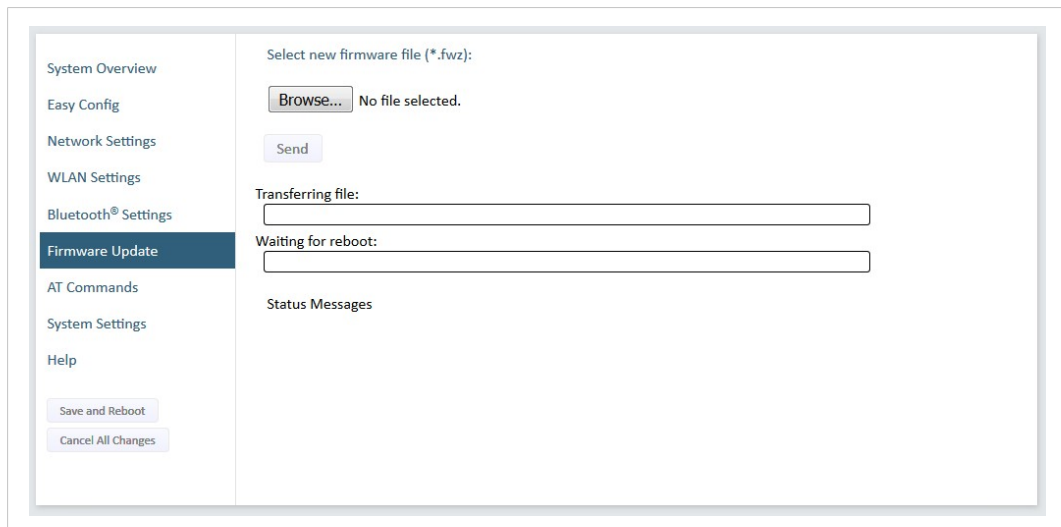 System Overview
Easy Config
Network Settings
WLAN Settings
Bluetooth® Settings
Firmware Update
AT Commands
System Settings
Help
Save and Reboot
Cancel All Changes
Select new firmware file (*.fwz):
Browse... No file selected.
Send
Transferring file:
Waiting for reboot:
Status Messages